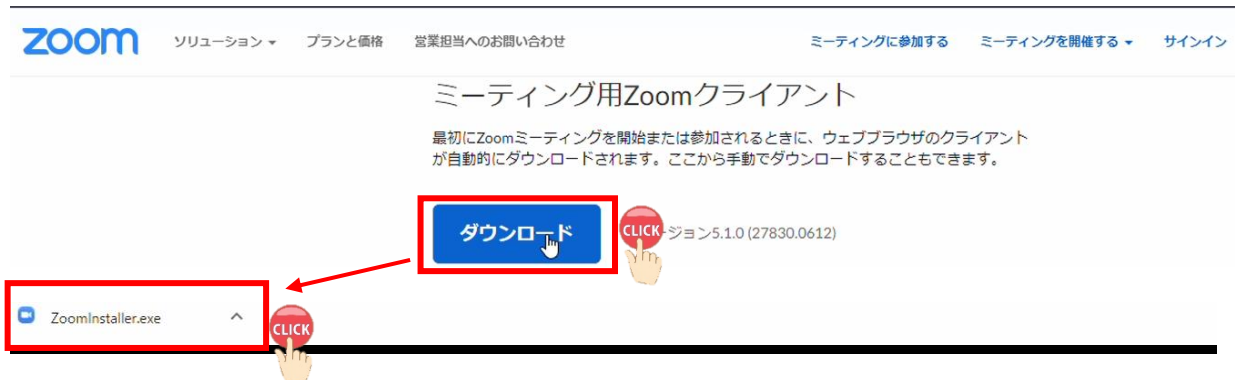 zoom ソリューション プランと価格 営業担当へのお問い合わせ ミーティングに参加する ミーティングを開催する サインイン
ミーティング用Zoomクライアント
最初にZoomミーティングを開始または参加されるときに、ウェブブラウザのクライアント
が自動的にダウンロードされます。ここから手動でダウンロードすることもできます。
ダウンロード CLICK ージョン5.1.0 (27830.0612)
ZoomInstaller.exe CLICK